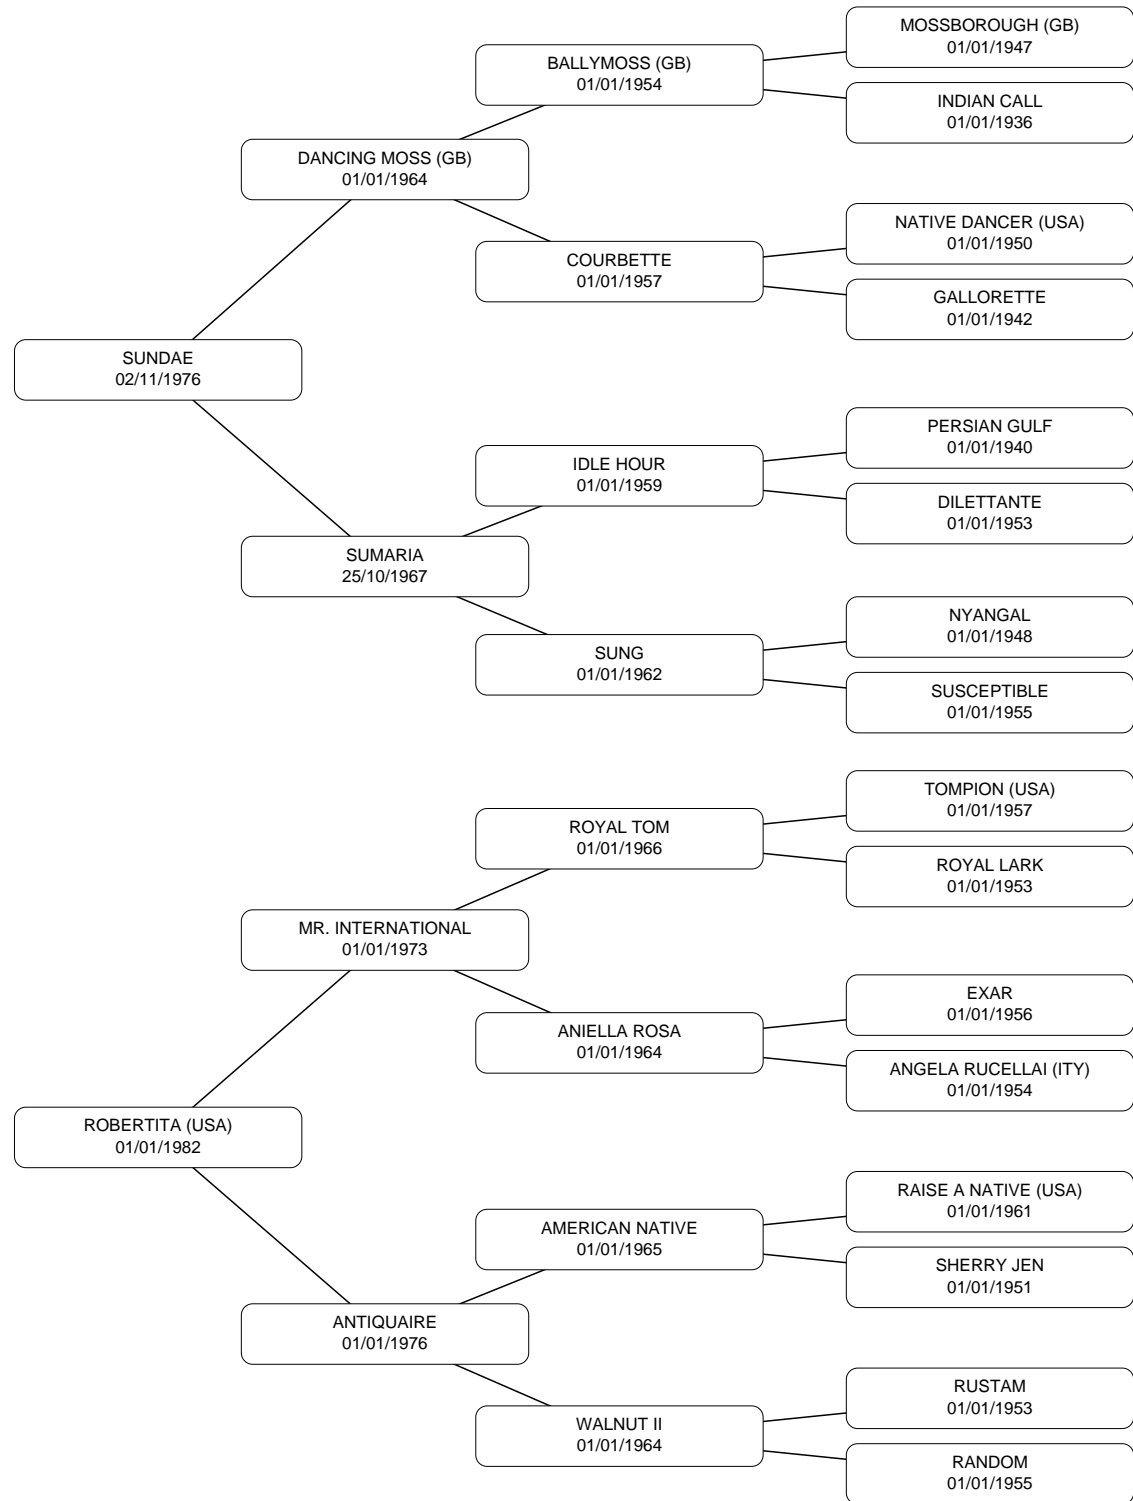 MOSSBOROUGH (GB)
01/01/1947
BALLYMOSS (GB)
01/01/1954
INDIAN CALL
01/01/1936
DANCING MOSS (GB)
01/01/1964
NATIVE DANCER (USA)
01/01/1950
COURBETTE
01/01/1957
GALLORETTE
01/01/1942
SUNDAE
02/11/1976
PERSIAN GULF
01/01/1940
IDLE HOUR
01/01/1959
DILETTANTE
01/01/1953
SUMARIA
25/10/1967
NYANGAL
01/01/1948
SUNG
01/01/1962
SUSCEPTIBLE
01/01/1955
TOMPION (USA)
01/01/1957
ROYAL TOM
01/01/1966
ROYAL LARK
01/01/1953
MR. INTERNATIONAL
01/01/1973
EXAR
01/01/1956
ANIELLA ROSA
01/01/1964
ANGELA RUCELLAI (ITY)
01/01/1954
ROBERTITA (USA)
01/01/1982
RAISE A NATIVE (USA)
01/01/1961
AMERICAN NATIVE
01/01/1965
SHERRY JEN
01/01/1951
ANTIQUAIRE
01/01/1976
RUSTAM
01/01/1953
WALNUT II
01/01/1964
RANDOM
01/01/1955